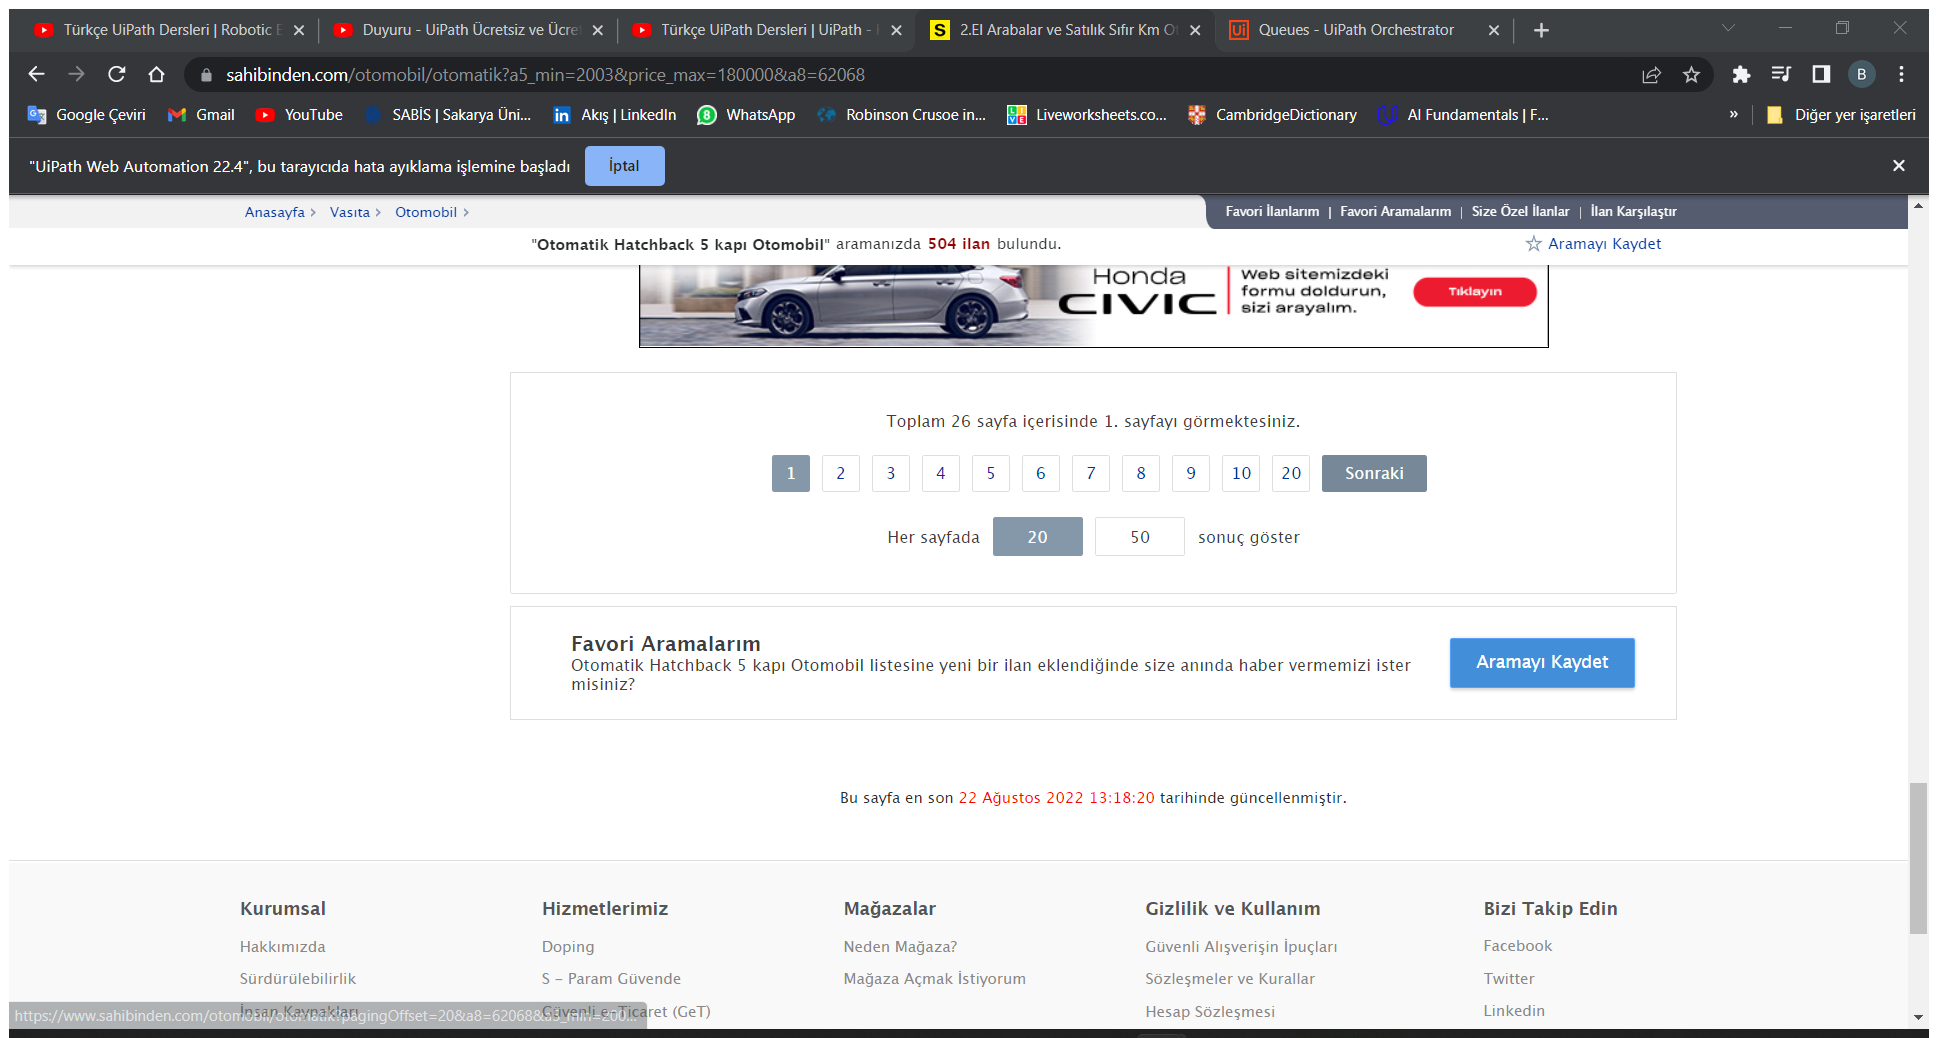 Türkçe UiPath Dersleri | Robotic E
Duyuru - UiPath Ücretsiz ve Ücret
Türkçe UiPath Dersleri | UiPath -
2.El Arabalar ve Satılık Sıfır Km Ot
Queues - UiPath Orchestrator
sahibinden.com/otomobil/otomatik?a5_min=2003&price_max=180000&a8=62068
B
Google Çeviri
Gmail
YouTube
SABİS | Sakarya Üni...
in Akış | LinkedIn
8 WhatsApp
Robinson Crusoe in...
Liveworksheets.co...
CambridgeDictionary
AI Fundamentals | F...
»
Diğer yer işaretleri
"UiPath Web Automation 22.4", bu tarayıcıda hata ayıklama işlemine başladı
İptal
Anasayfa > Vasıta > Otomobil >
Favori İlanlarım | Favori Aramalarım | Size Özel İlanlar | İlan Karşılaştır
"Otomatik Hatchback 5 kapı Otomobil" aramanızda 504 ilan bulundu.
Aramayı Kaydet
Honda
CIVIC
Web sitemizdeki
formu doldurun,
sizi arayalım.
Tıklayın
Toplam 26 sayfa içerisinde 1. sayfayı görmektesiniz.
1 2 3 4 5 6 7 8 9 10 20 Sonraki
Her sayfada 20 50 sonuç göster
Favori Aramalarım
Otomatik Hatchback 5 kapı Otomobil listesine yeni bir ilan eklendiğinde size anında haber vermemizi ister
misiniz?
Aramayı Kaydet
Bu sayfa en son 22 Ağustos 2022 13:18:20 tarihinde güncellenmiştir.
Kurumsal
Hakkımızda
Sürdürülebilirlik
İnsan Kaynakları
Hizmetlerimiz
Doping
S - Param Güvende
Güvenli e-Ticaret (GeT)
Mağazalar
Neden Mağaza?
Mağaza Açmak İstiyorum
Gizlilik ve Kullanım
Güvenli Alışverişin İpuçları
Sözleşmeler ve Kurallar
Hesap Sözleşmesi
Bizi Takip Edin
Facebook
Twitter
Linkedin
https://www.sahibinden.com/otomobil/otomatik?pagingOffset=20&a8=62068&a5_min=200...